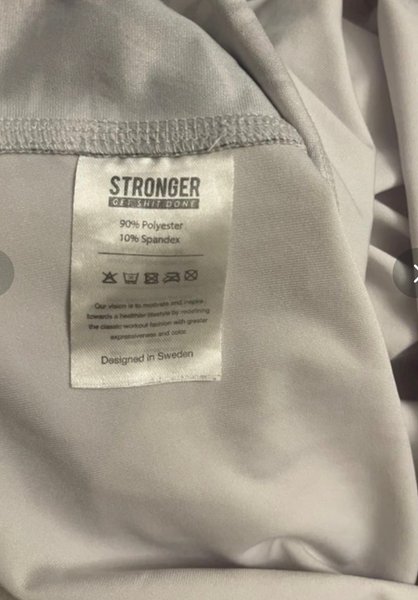 STRONGER
GET SHIT DONE
90% Polyester
10% Spandex
Our vision is to motivate and inspire
towards a healthier lifestyle by redefining
the classic workout fashion with greater
expressiveness and color.
Designed in Sweden